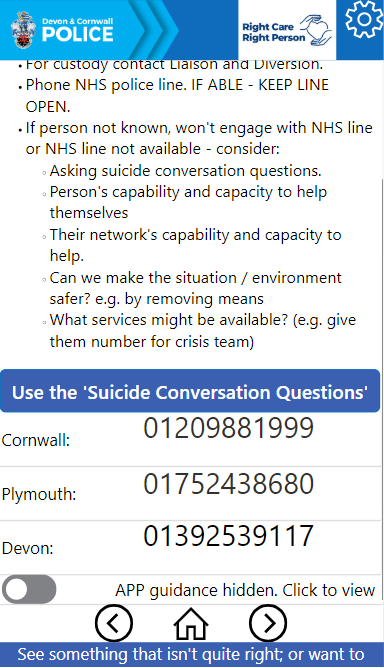 Devon & Cornwall
POLICE
Right Care
Right Person
• For custody contact Liaison and Diversion.
• Phone NHS police line. IF ABLE - KEEP LINE
OPEN.
• If person not known, won't engage with NHS line
or NHS line not available - consider:
◦ Asking suicide conversation questions.
◦ Person's capability and capacity to help
themselves
◦ Their network's capability and capacity to
help.
◦ Can we make the situation / environment
safer? e.g. by removing means
◦ What services might be available? (e.g. give
them number for crisis team)
Use the 'Suicide Conversation Questions'
Cornwall: 01209881999
Plymouth: 01752438680
Devon: 01392539117
APP guidance hidden. Click to view
See something that isn't quite right; or want to